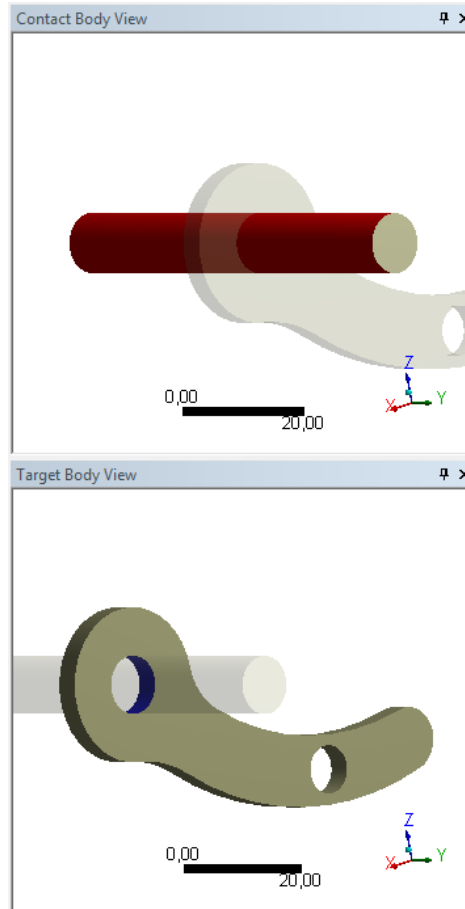 Contact Body View
Z
0,00
X
Y
20,00
Target Body View
Z
0,00
X
Y
20,00